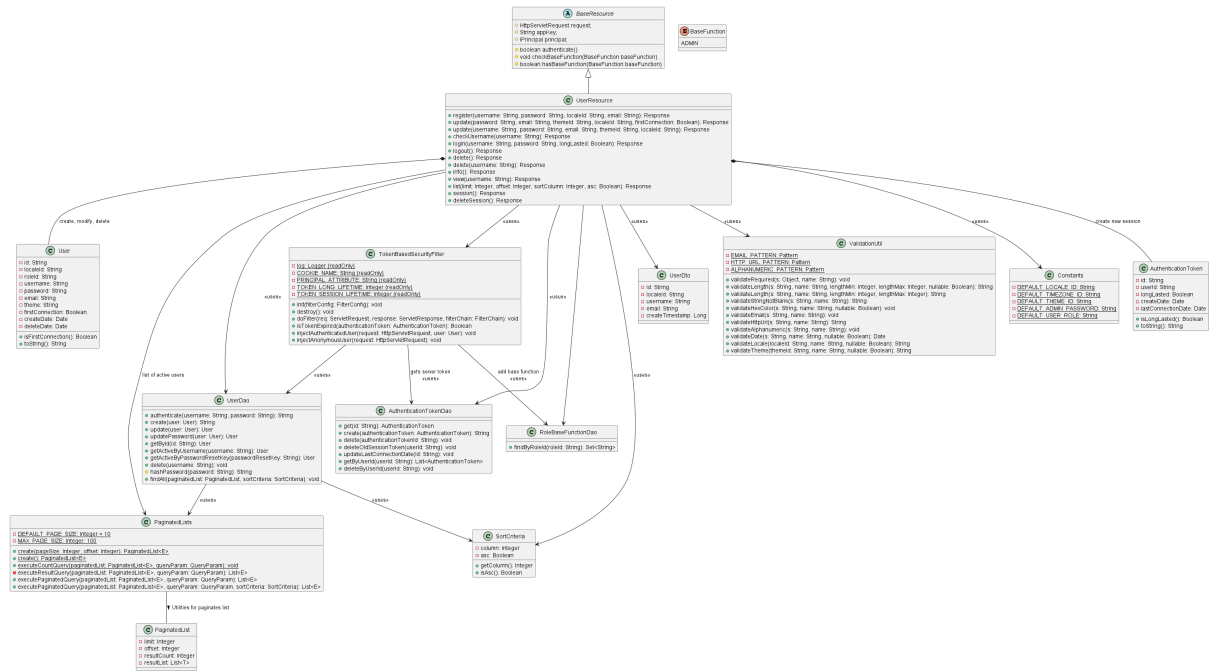 A BaseResource
HttpServletRequest request;
String appKey;
IPrincipal principal;
boolean authenticate()
void checkBaseFunction(BaseFunction baseFunction)
boolean hasBaseFunction(BaseFunction baseFunction)
E BaseFunction
ADMIN
C UserResource
register(username: String, password: String, localeId: String, email: String): Response
update(password: String, email: String, themeId: String, localeId: String, firstConnection: Boolean): Response
update(username: String, password: String, email: String, themeId: String, localeId: String): Response
checkUsername(username: String): Response
login(username: String, password: String, longLasted: Boolean): Response
logout(): Response
delete(): Response
delete(username: String): Response
info(): Response
view(username: String): Response
list(limit: Integer, offset: Integer, sortColumn: Integer, asc: Boolean): Response
session(): Response
deleteSession(): Response
create, modify, delete
«uses»
«uses»
«uses»
«uses»
create new session
C User
id: String
localeId: String
roleId: String
username: String
password: String
email: String
theme: String
firstConnection: Boolean
createDate: Date
deleteDate: Date
isFirstConnection(): Boolean
toString(): String
C TokenBasedSecurityFilter
log: Logger {readOnly}
COOKIE_NAME: String {readOnly}
PRINCIPAL_ATTRIBUTE: String {readOnly}
TOKEN_LONG_LIFETIME: Integer {readOnly}
TOKEN_SESSION_LIFETIME: Integer {readOnly}
init(filterConfig: FilterConfig): void
destroy(): void
doFilter(req: ServletRequest, response: ServletResponse, filterChain: FilterChain): void
isTokenExpired(authenticationToken: AuthenticationToken): Boolean
injectAuthenticatedUser(request: HttpServletRequest, user: User): void
injectAnonymousUser(request: HttpServletRequest): void
C UserDto
id: String
localeId: String
username: String
email: String
createTimestamp: Long
C ValidationUtil
EMAIL_PATTERN: Pattern
HTTP_URL_PATTERN: Pattern
ALPHANUMERIC_PATTERN: Pattern
validateRequired(s: Object, name: String): void
validateLength(s: String, name: String, lengthMin: Integer, lengthMax: Integer, nullable: Boolean): String
validateLength(s: String, name: String, lengthMin: Integer, lengthMax: Integer): String
validateStringNotBlank(s: String, name: String): String
validateHexColor(s: String, name: String, nullable: Boolean): void
validateEmail(s: String, name: String): void
validateHttpUrl(s: String, name: String): String
validateAlphanumeric(s: String, name: String): void
validateDate(s: String, name: String, nullable: Boolean): Date
validateLocale(localeId: String, name: String, nullable: Boolean): String
validateTheme(themeId: String, name: String, nullable: Boolean): String
C Constants
DEFAULT_LOCALE_ID: String
DEFAULT_TIMEZONE_ID: String
DEFAULT_THEME_ID: String
DEFAULT_ADMIN_PASSWORD: String
DEFAULT_USER_ROLE: String
C AuthenticationToken
id: String
userId: String
longLasted: Boolean
createDate: Date
lastConnectionDate: Date
isLongLasted(): Boolean
toString(): String
«uses»
«uses»
«uses»
list of active users
«uses»
gets server token
«uses»
add base function
«uses»
C UserDao
authenticate(username: String, password: String): String
create(user: User): String
update(user: User): User
updatePassword(user: User): User
getById(id: String): User
getActiveByUsername(username: String): User
getActiveByPasswordResetKey(passwordResetKey: String): User
delete(username: String): void
hashPassword(password: String): String
findAll(paginatedList: PaginatedList, sortCriteria: SortCriteria): void
C AuthenticationTokenDao
get(id: String): AuthenticationToken
create(authenticationToken: AuthenticationToken): String
delete(authenticationTokenId: String): void
deleteOldSessionToken(userId: String): void
updateLastConnectionDate(id: String): void
getByUserId(userId: String): List<AuthenticationToken>
deleteByUserId(userId: String): void
C RoleBaseFunctionDao
findByRoleId(roleId: String): Set<String>
«uses»
«uses»
C PaginatedLists
DEFAULT_PAGE_SIZE: Integer = 10
MAX_PAGE_SIZE: Integer: 100
create(pageSize: Integer, offset: Integer): PaginatedList<E>
create(): PaginatedList<E>
executeCountQuery(paginatedList: PaginatedList<E>, queryParam: QueryParam): void
executeResultQuery(paginatedList: PaginatedList<E>, queryParam: QueryParam): List<E>
executePaginatedQuery(paginatedList: PaginatedList<E>, queryParam: QueryParam): List<E>
executePaginatedQuery(paginatedList: PaginatedList<E>, queryParam: QueryParam, sortCriteria: SortCriteria): List<E>
C SortCriteria
column: Integer
asc: Boolean
getColumn(): Integer
isAsc(): Boolean
Utilities for paginates list
C PaginatedList
limit: Integer
offset: Integer
resultCount: Integer
resultList: List<T>